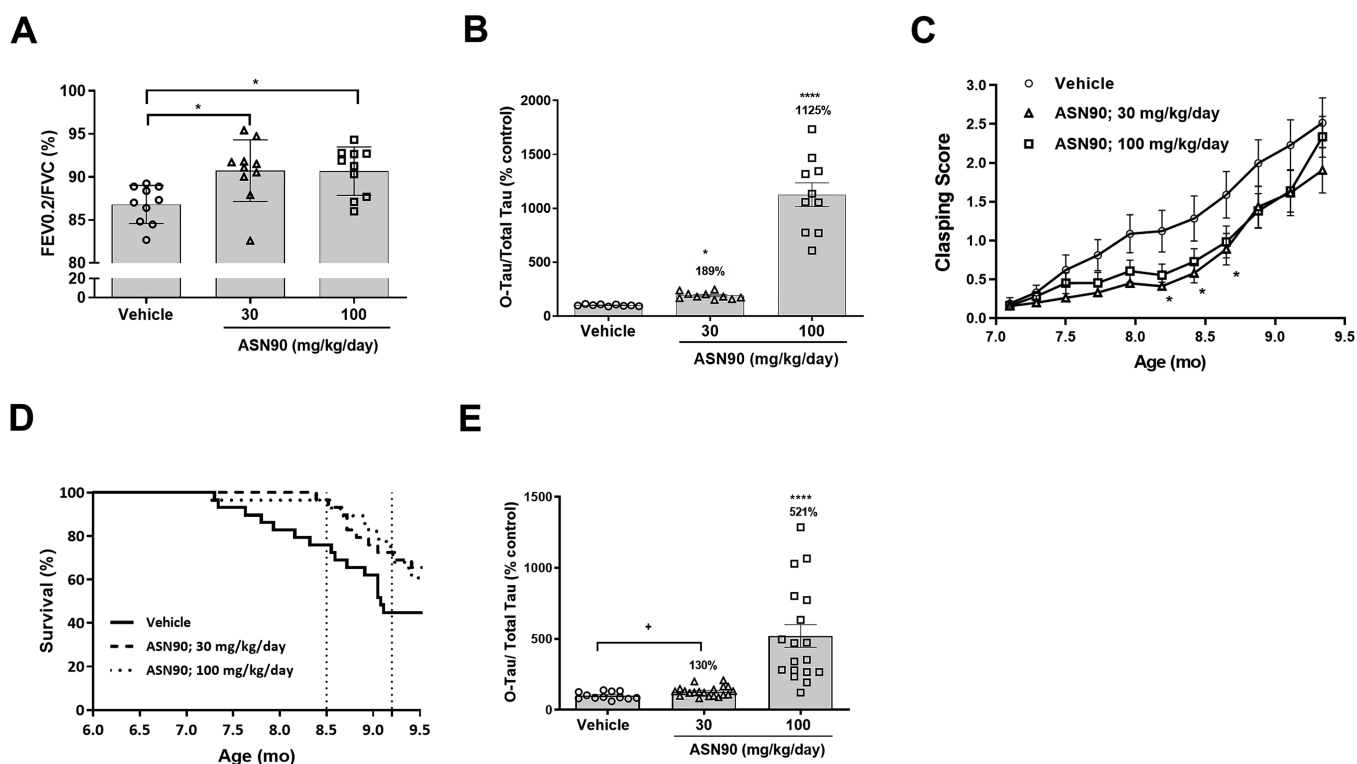 A
FEV0.2/FVC (%)
100
95
90
85
80
20
0
*
*
Vehicle
30
100
ASN90 (mg/kg/day)
B
O-Tau/Total Tau (% control)
2000
1500
1000
500
0
*
189%
****
1125%
Vehicle
30
100
ASN90 (mg/kg/day)
C
Clasping Score
3.0
2.5
2.0
1.5
1.0
0.5
0.0
Vehicle
ASN90; 30 mg/kg/day
ASN90; 100 mg/kg/day
*
*
*
7.0 7.5 8.0 8.5 9.0 9.5
Age (mo)
D
Survival (%)
100
80
60
40
20
0
Vehicle
ASN90; 30 mg/kg/day
ASN90; 100 mg/kg/day
6.0 7.0 7.5 8.0 8.5 9.0 9.5
Age (mo)
E
O-Tau/ Total Tau (% control)
1500
1000
500
0
+
130%
****
521%
Vehicle
30
100
ASN90 (mg/kg/day)